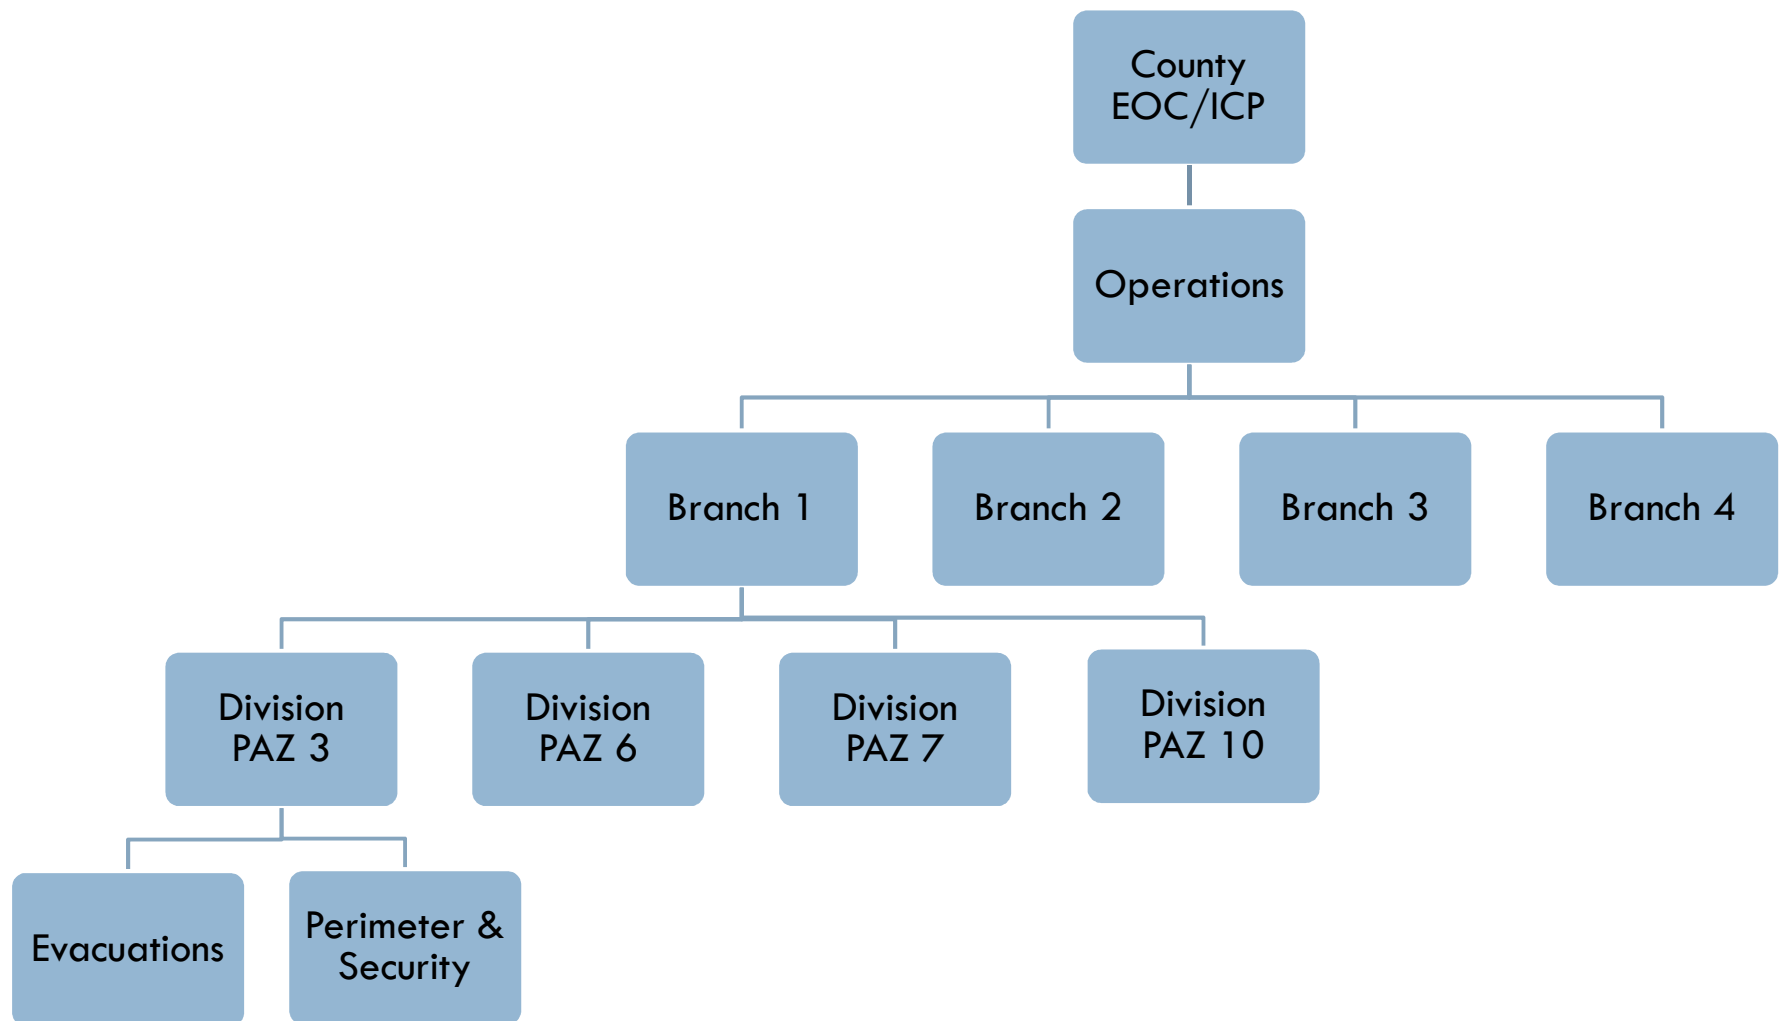 County
EOC/ICP
Operations
Branch 1
Branch 2
Branch 3
Branch 4
Division
PAZ 3
Division
PAZ 6
Division
PAZ 7
Division
PAZ 10
Evacuations
Perimeter &
Security